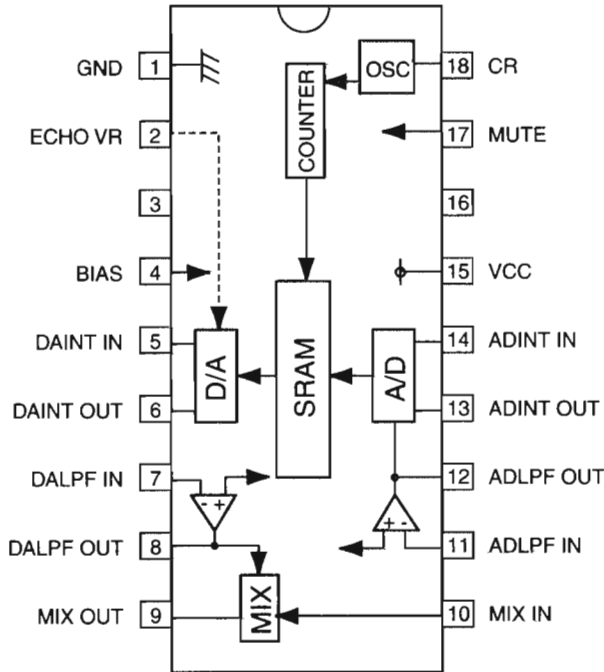 GND 1
OSC
18 CR
COUNTER
ECHO VR 2
17 MUTE
3
16
BIAS 4
15 VCC
DAINT IN 5
14 ADINT IN
D/A
SRAM
A/D
DAINT OUT 6
13 ADINT OUT
DALPF IN 7
12 ADLPF OUT
- +
+ -
DALPF OUT 8
11 ADLPF IN
MIX OUT 9
MIX
10 MIX IN